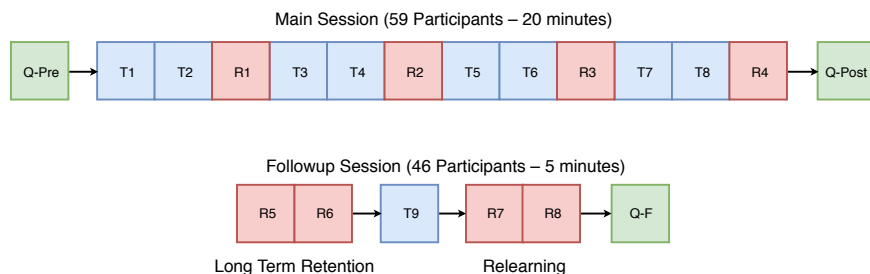 Main Session (59 Participants – 20 minutes)
Q-Pre T1 T2 R1 T3 T4 R2 T5 T6 R3 T7 T8 R4 Q-Post
Followup Session (46 Participants – 5 minutes)
R5 R6 T9 R7 R8 Q-F
Long Term Retention Relearning